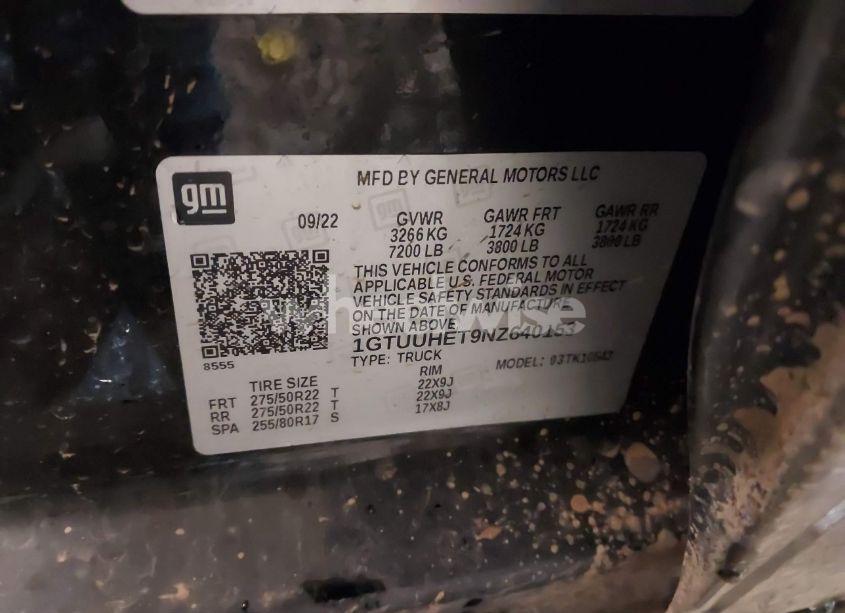 gm
MFD BY GENERAL MOTORS LLC
09/22 GVWR GAWR FRT GAWR RR
3266 KG 1724 KG 1724 KG
7200 LB 3800 LB 3800 LB
THIS VEHICLE CONFORMS TO ALL
APPLICABLE U.S. FEDERAL MOTOR
VEHICLE SAFETY STANDARDS IN EFFECT
ON THE DATE OF MANUFACTURE
SHOWN ABOVE.
1GTUUHET9NZ640153
TYPE: TRUCK MODEL:
8555
TIRE SIZE RIM
FRT 275/50R22 T 22X9J
RR 275/50R22 T 22X9J
SPA 255/80R17 S 17X8J